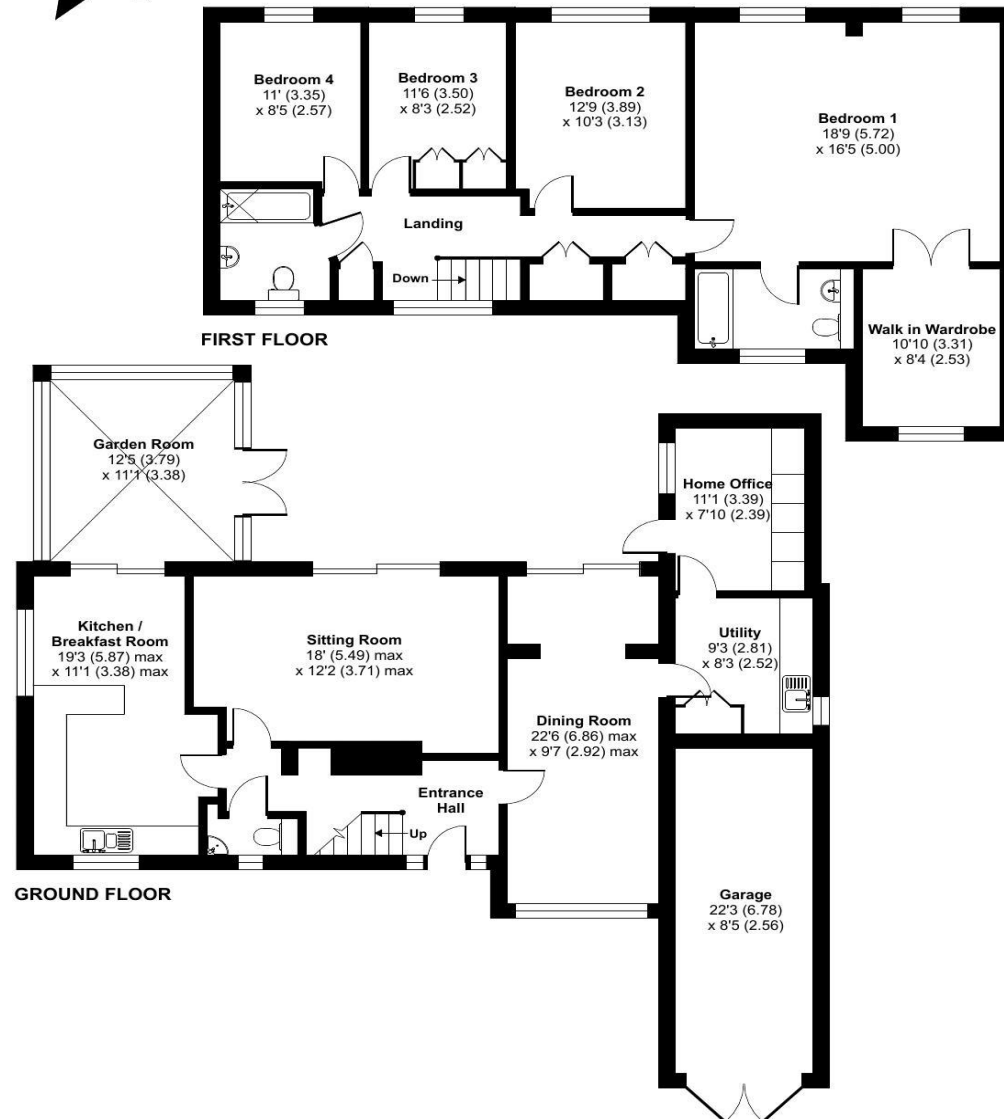 Bedroom 4
11' (3.35)
x 8'5 (2.57)
Bedroom 3
11'6 (3.50)
x 8'3 (2.52)
Bedroom 2
12'9 (3.89)
x 10'3 (3.13)
Bedroom 1
18'9 (5.72)
x 16'5 (5.00)
Landing
Down
Walk in Wardrobe
10'10 (3.31)
x 8'4 (2.53)
FIRST FLOOR
Garden Room
12'5 (3.79)
x 11'1 (3.38)
Home Office
11'1 (3.39)
x 7'10 (2.39)
Kitchen /
Breakfast Room
19'3 (5.87) max
x 11'1 (3.38) max
Sitting Room
18' (5.49) max
x 12'2 (3.71) max
Utility
9'3 (2.81)
x 8'3 (2.52)
Dining Room
22'6 (6.86) max
x 9'7 (2.92) max
Entrance
Hall
Up
GROUND FLOOR
Garage
22'3 (6.78)
x 8'5 (2.56)